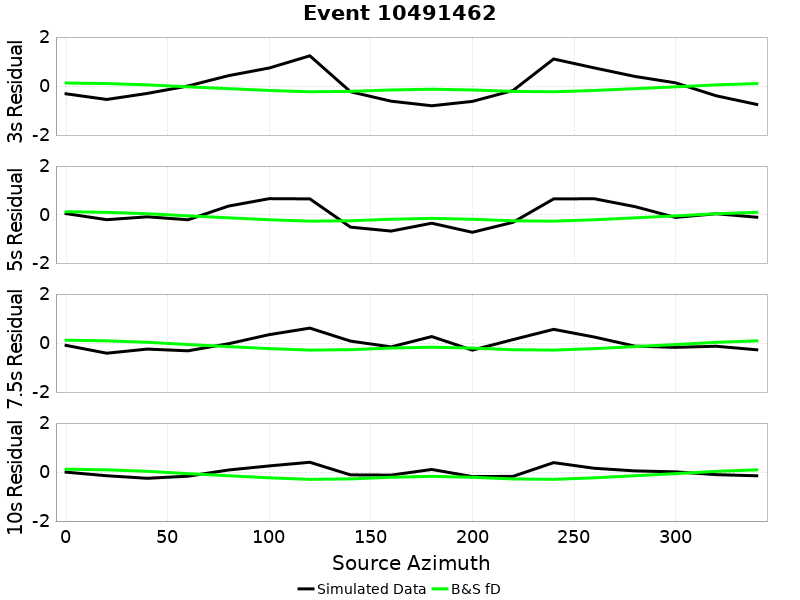 Event 10491462
3s Residual
2
0
-2
5s Residual
2
0
-2
7.5s Residual
2
0
-2
10s Residual
2
0
-2
0 50 100 150 200 250 300
Source Azimuth
Simulated Data B&S fD